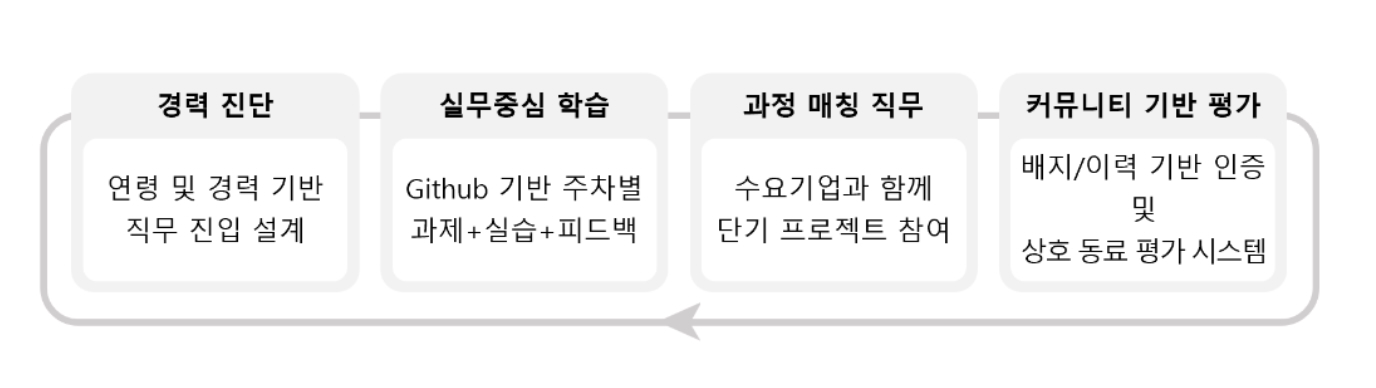 경력 진단
연령 및 경력 기반
직무 진입 설계
실무중심 학습
Github 기반 주차별
과제+실습+피드백
과정 매칭 직무
수요기업과 함께
단기 프로젝트 참여
커뮤니티 기반 평가
배지/이력 기반 인증
및
상호 동료 평가 시스템